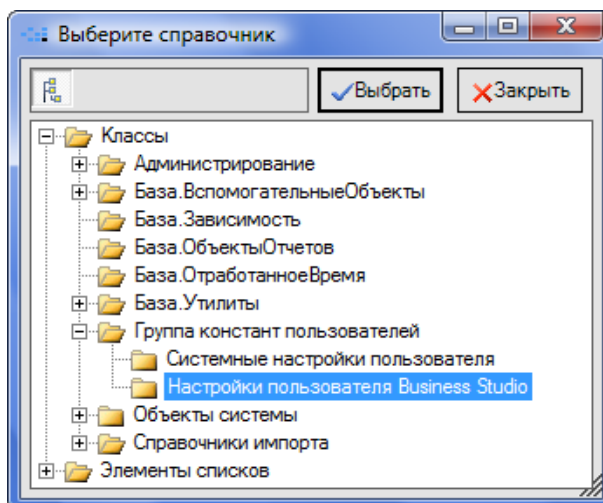 Выберите справочник
Выбрать Закрыть
Классы
Администрирование
База.ВспомогательныеОбъекты
База.Зависимость
База.ОбъектыОтчетов
База.ОтработанноеВремя
База.Утилиты
Группа констант пользователей
Системные настройки пользователя
Настройки пользователя Business Studio
Объекты системы
Справочники импорта
Элементы списков